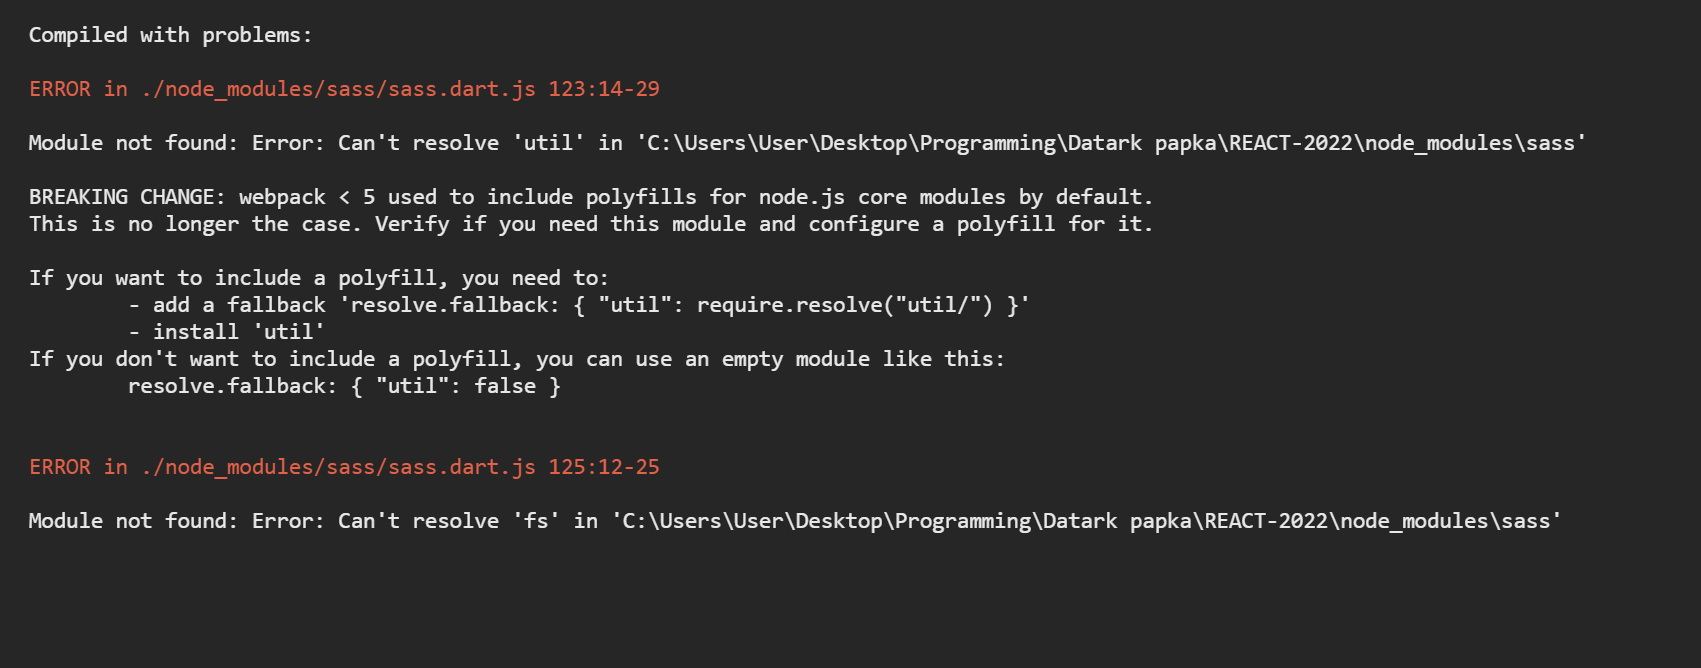 Compiled with problems:
ERROR in ./node_modules/sass/sass.dart.js 123:14-29
Module not found: Error: Can't resolve 'util' in 'C:\Users\User\Desktop\Programming\Datark papka\REACT-2022\node_modules\sass'
BREAKING CHANGE: webpack < 5 used to include polyfills for node.js core modules by default.
This is no longer the case. Verify if you need this module and configure a polyfill for it.
If you want to include a polyfill, you need to:
- add a fallback 'resolve.fallback: { "util": require.resolve("util/") }'
- install 'util'
If you don't want to include a polyfill, you can use an empty module like this:
resolve.fallback: { "util": false }
ERROR in ./node_modules/sass/sass.dart.js 125:12-25
Module not found: Error: Can't resolve 'fs' in 'C:\Users\User\Desktop\Programming\Datark papka\REACT-2022\node_modules\sass'